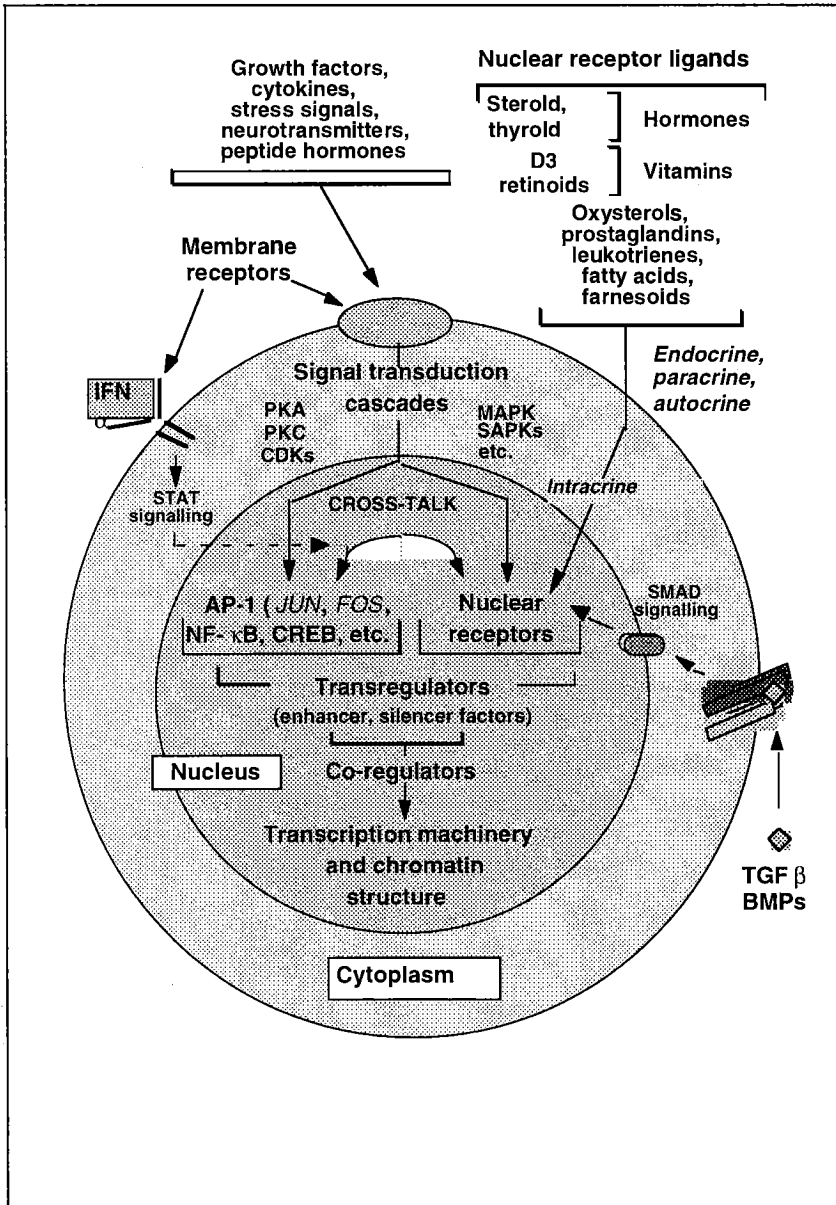 Growth factors,
cytokines,
stress signals,
neurotransmitters,
peptide hormones
Nuclear receptor ligands
Sterold,
thyrold
Hormones
D3
retinoids
Vitamins
Oxysterols,
prostaglandins,
leukotrienes,
fatty acids,
farnesoids
Membrane
receptors
Endocrine,
paracrine,
autocrine
IFN
Signal transduction
cascades
PKA
PKC
CDKs
MAPK
SAPKs
etc.
STAT
signalling
Intracrine
CROSS-TALK
AP-1 ( JUN, FOS,
NF- κB, CREB, etc.
Nuclear
receptors
SMAD
signalling
Transregulators
(enhancer, silencer factors)
Nucleus
Co-regulators
Transcription machinery
and chromatin
structure
TGF β
BMPs
Cytoplasm